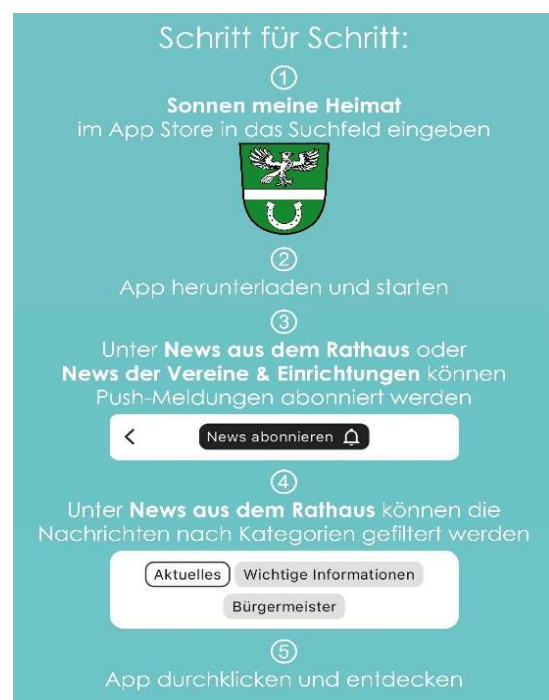 Schritt für Schritt:
①
Sonnen meine Heimat
im App Store in das Suchfeld eingeben
②
App herunterladen und starten
③
Unter News aus dem Rathaus oder
News der Vereine & Einrichtungen können
Push-Meldungen abonniert werden
News abonnieren
④
Unter News aus dem Rathaus können die
Nachrichten nach Kategorien gefiltert werden
Aktuelles Wichtige Informationen
Bürgermeister
⑤
App durchklicken und entdecken